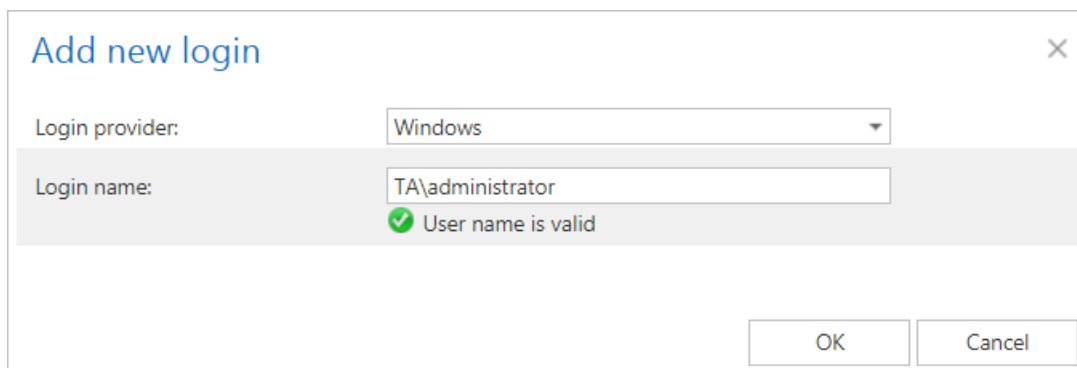 Add new login
Login provider: Windows
Login name: TA\administrator
User name is valid
OK Cancel